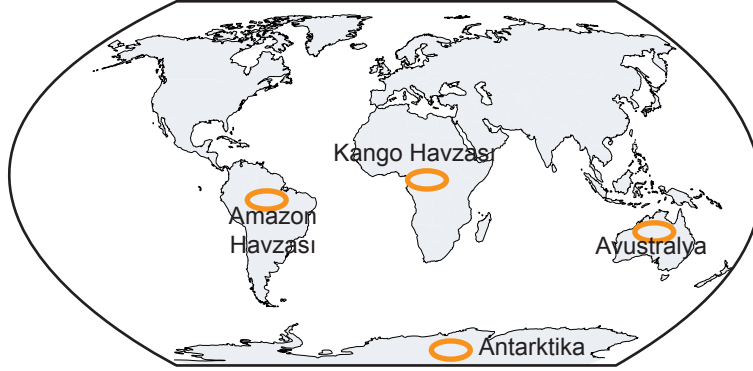 Kango Havzası
Amazon
Havzası
Avustralya
Antarktika